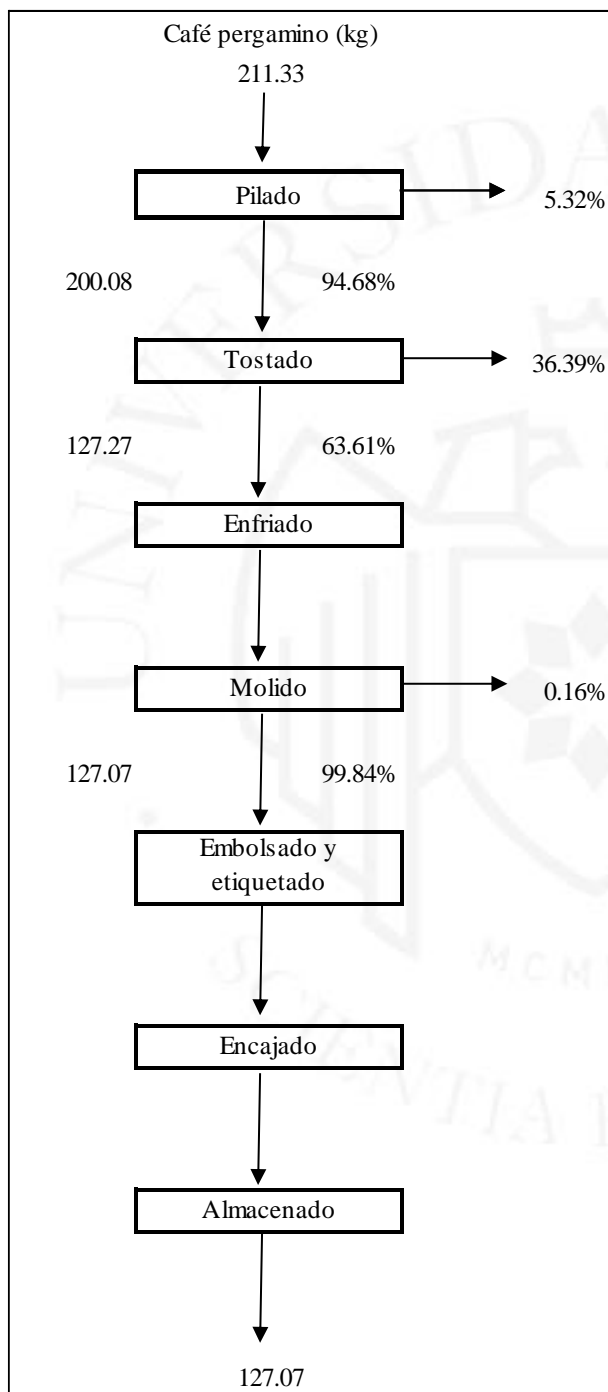 Café pergamino (kg)
211.33
Pilado
5.32%
200.08
94.68%
Tostado
36.39%
127.27
63.61%
Enfriado
Molido
0.16%
127.07
99.84%
Embolsado y
etiquetado
Encajado
Almacenado
127.07